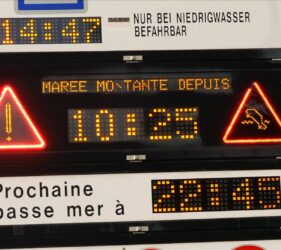 14:47
NUR BEI NIEDRIGWASSER
BEFAHRBAR
MAREE MONTANTE DEPUIS
10:25
Prochaine
basse mer à
22:45